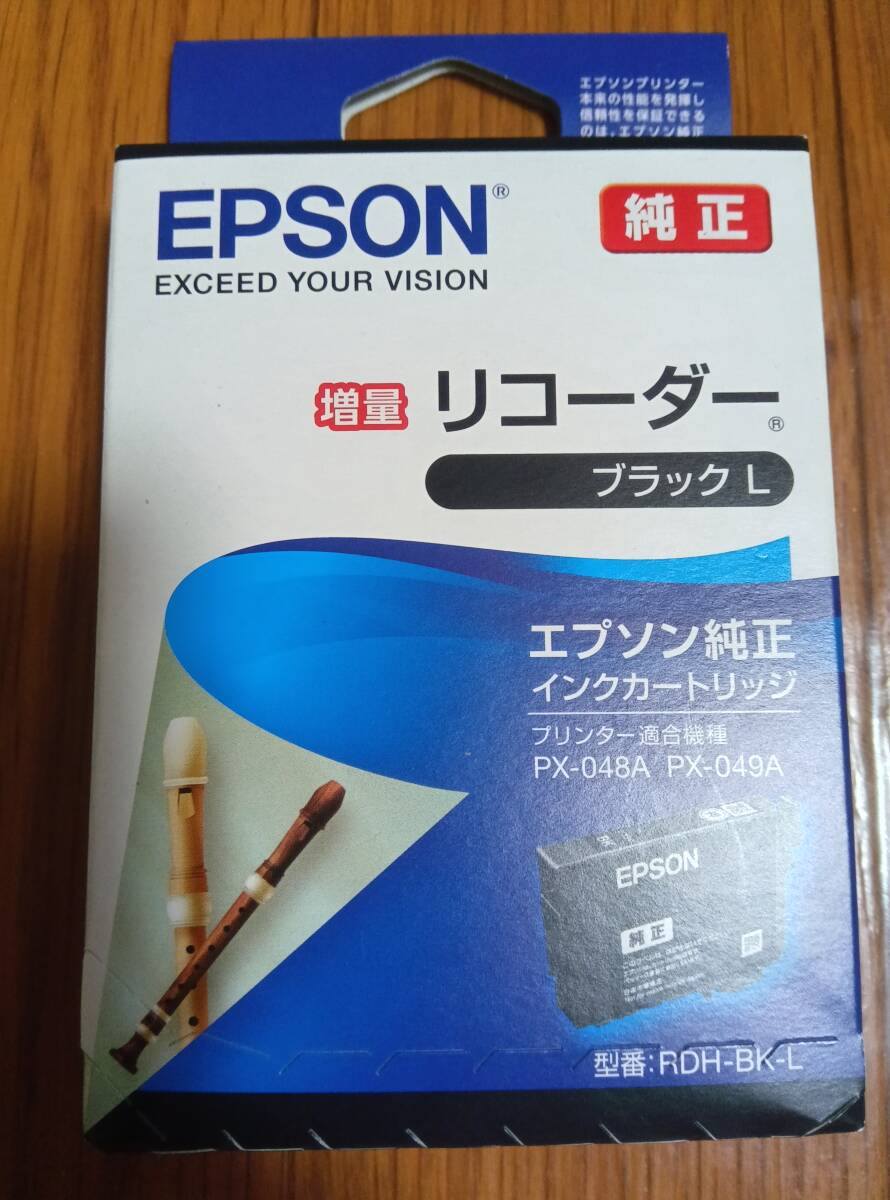 エプソンプリンター
本来の性能を発揮し
信頼性を保証できる
のは、エプソン純正
EPSON®
純正
EXCEED YOUR VISION
増量 リコーダー®
ブラック L
エプソン純正
インクカートリッジ
プリンター適合機種
PX-048A PX-049A
EPSON
純正
型番:RDH-BK-L